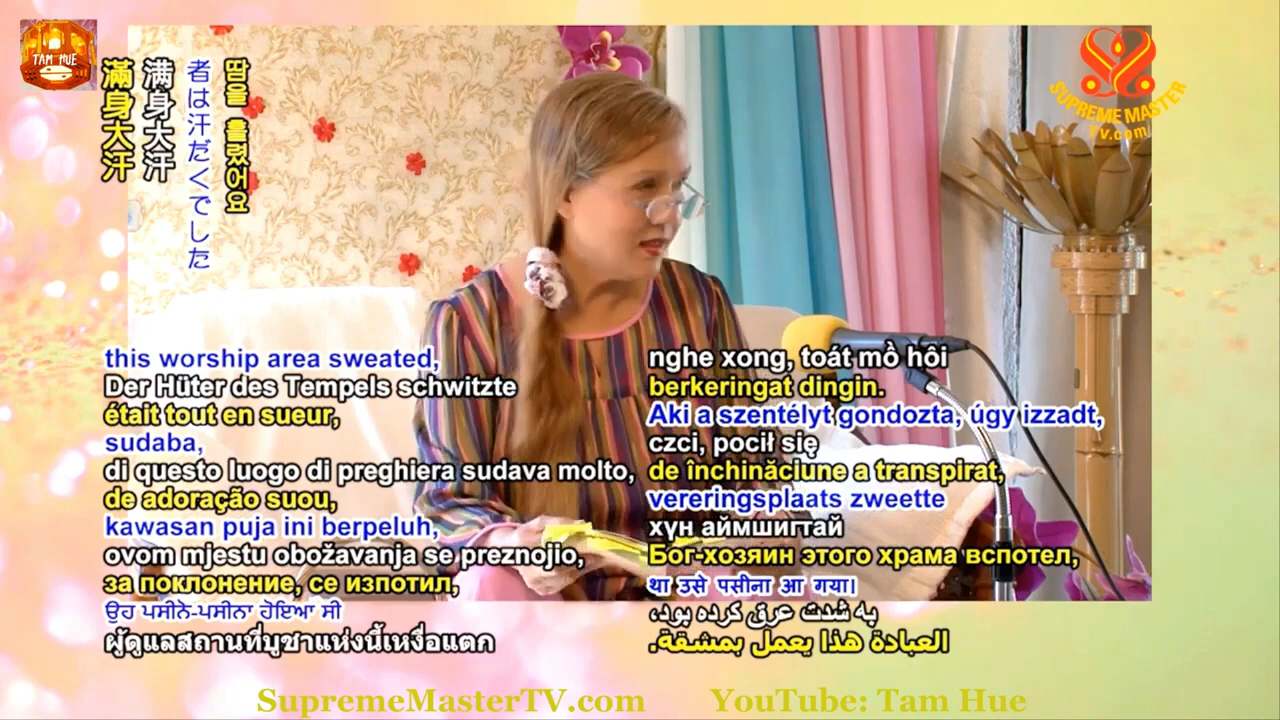 TAM HUE
滿身大汗
满身大汗
者は汗だくでした
땀을 흘렸어요
SUPREME MASTER
TV.com
this worship area sweated,
Der Hüter des Tempels schwitzte
était tout en sueur,
sudaba,
di questo luogo di preghiera sudava molto,
de adoração suou,
kawasan puja ini berpeluh,
ovom mjestu obožavanja se preznojio,
за поклонение, се изпотил,
ਉਹ ਪਸੀਨੋ-ਪਸੀਨਾ ਹੋਇਆ ਸੀ
ผู้ดูแลสถานที่บูชาแห่งนี้เหงื่อแตก
nghe xong, toát mồ hôi
berkeringat dingin.
Aki a szentélyt gondozta, úgy izzadt,
czci, pocił się
de închinăciune a transpirat,
vereringsplaats zweette
хүн аймшигтай
Бог-хозяин этого храма вспотел,
था उसे पसीना आ गया।
به شدت عرق کرده بود،
العبادة هذا يعمل بمشقة.
SupremeMasterTV.com
YouTube: Tam Hue